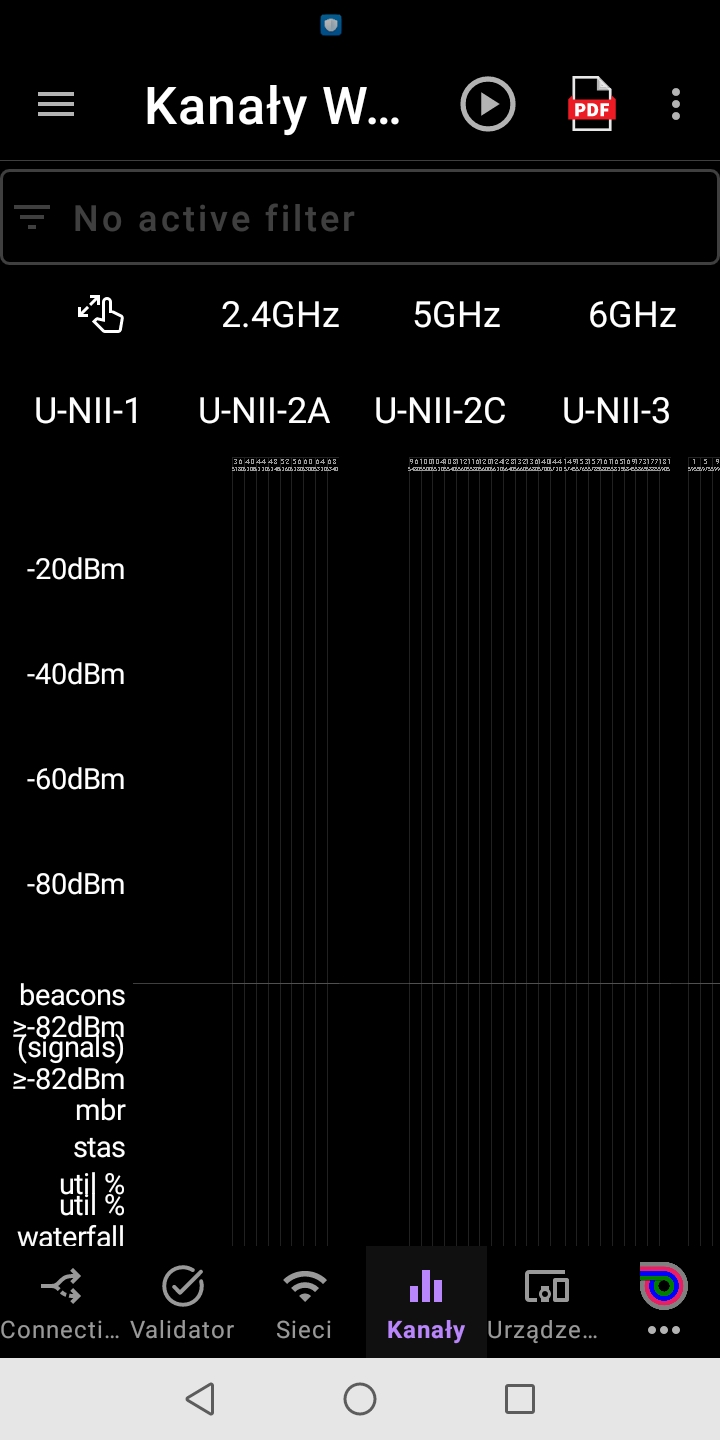 Kanały W...
PDF
No active filter
2.4GHz 5GHz 6GHz
U-NII-1 U-NII-2A U-NII-2C U-NII-3
-20dBm
-40dBm
-60dBm
-80dBm
beacons
≥-82dBm
(signals)
≥-82dBm
mbr
stas
util %
util %
waterfall
Connecti... Validator Sieci Kanały Urządze...